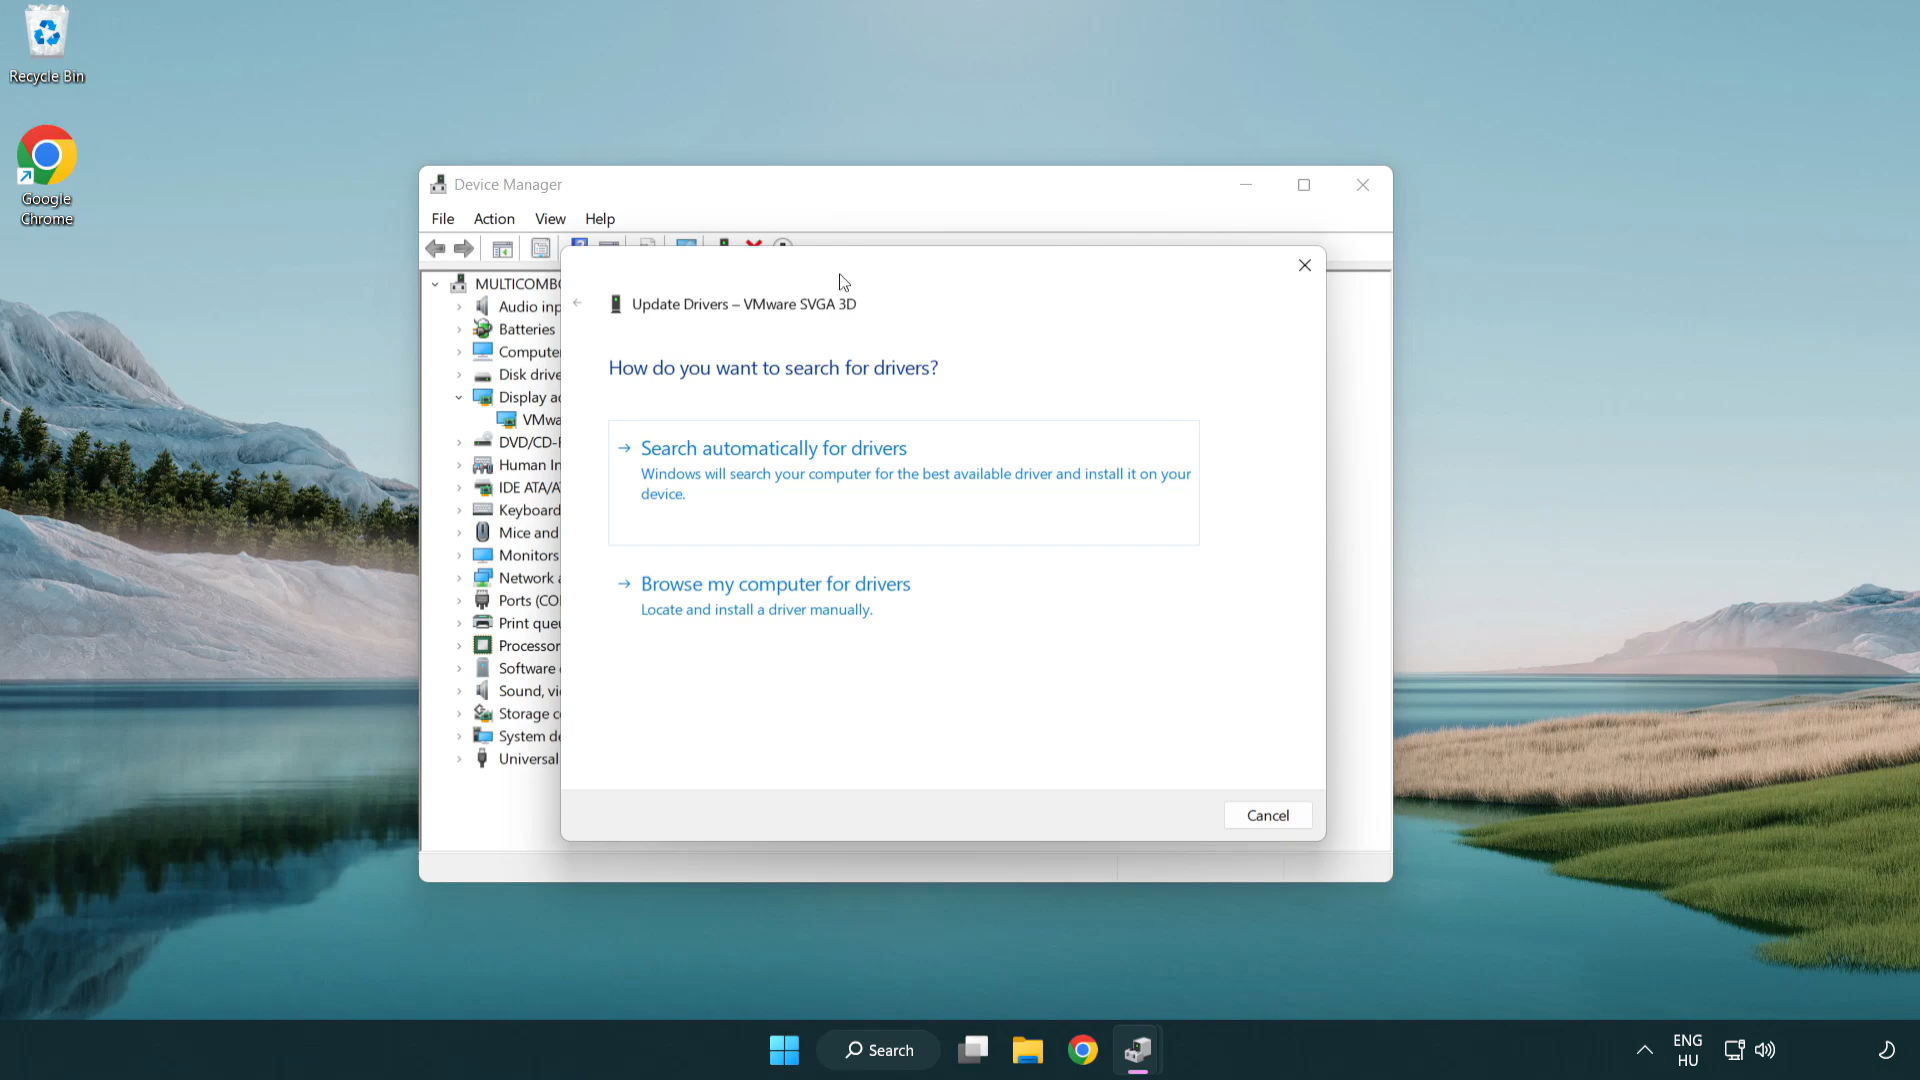 Recycle Bin
Google
Chrome
Device Manager
File Action View Help
MULTICOMB
Audio inp
Batteries
Compute
Disk drive
Display a
VMwa
DVD/CD-
Human In
IDE ATA/A
Keyboard
Mice and
Monitors
Network
Ports (CO
Print que
Processor
Software
Sound, vi
Storage c
System de
Universal
Update Drivers – VMware SVGA 3D
How do you want to search for drivers?
Search automatically for drivers
Windows will search your computer for the best available driver and install it on your
device.
Browse my computer for drivers
Locate and install a driver manually.
Cancel
Search
ENG
HU